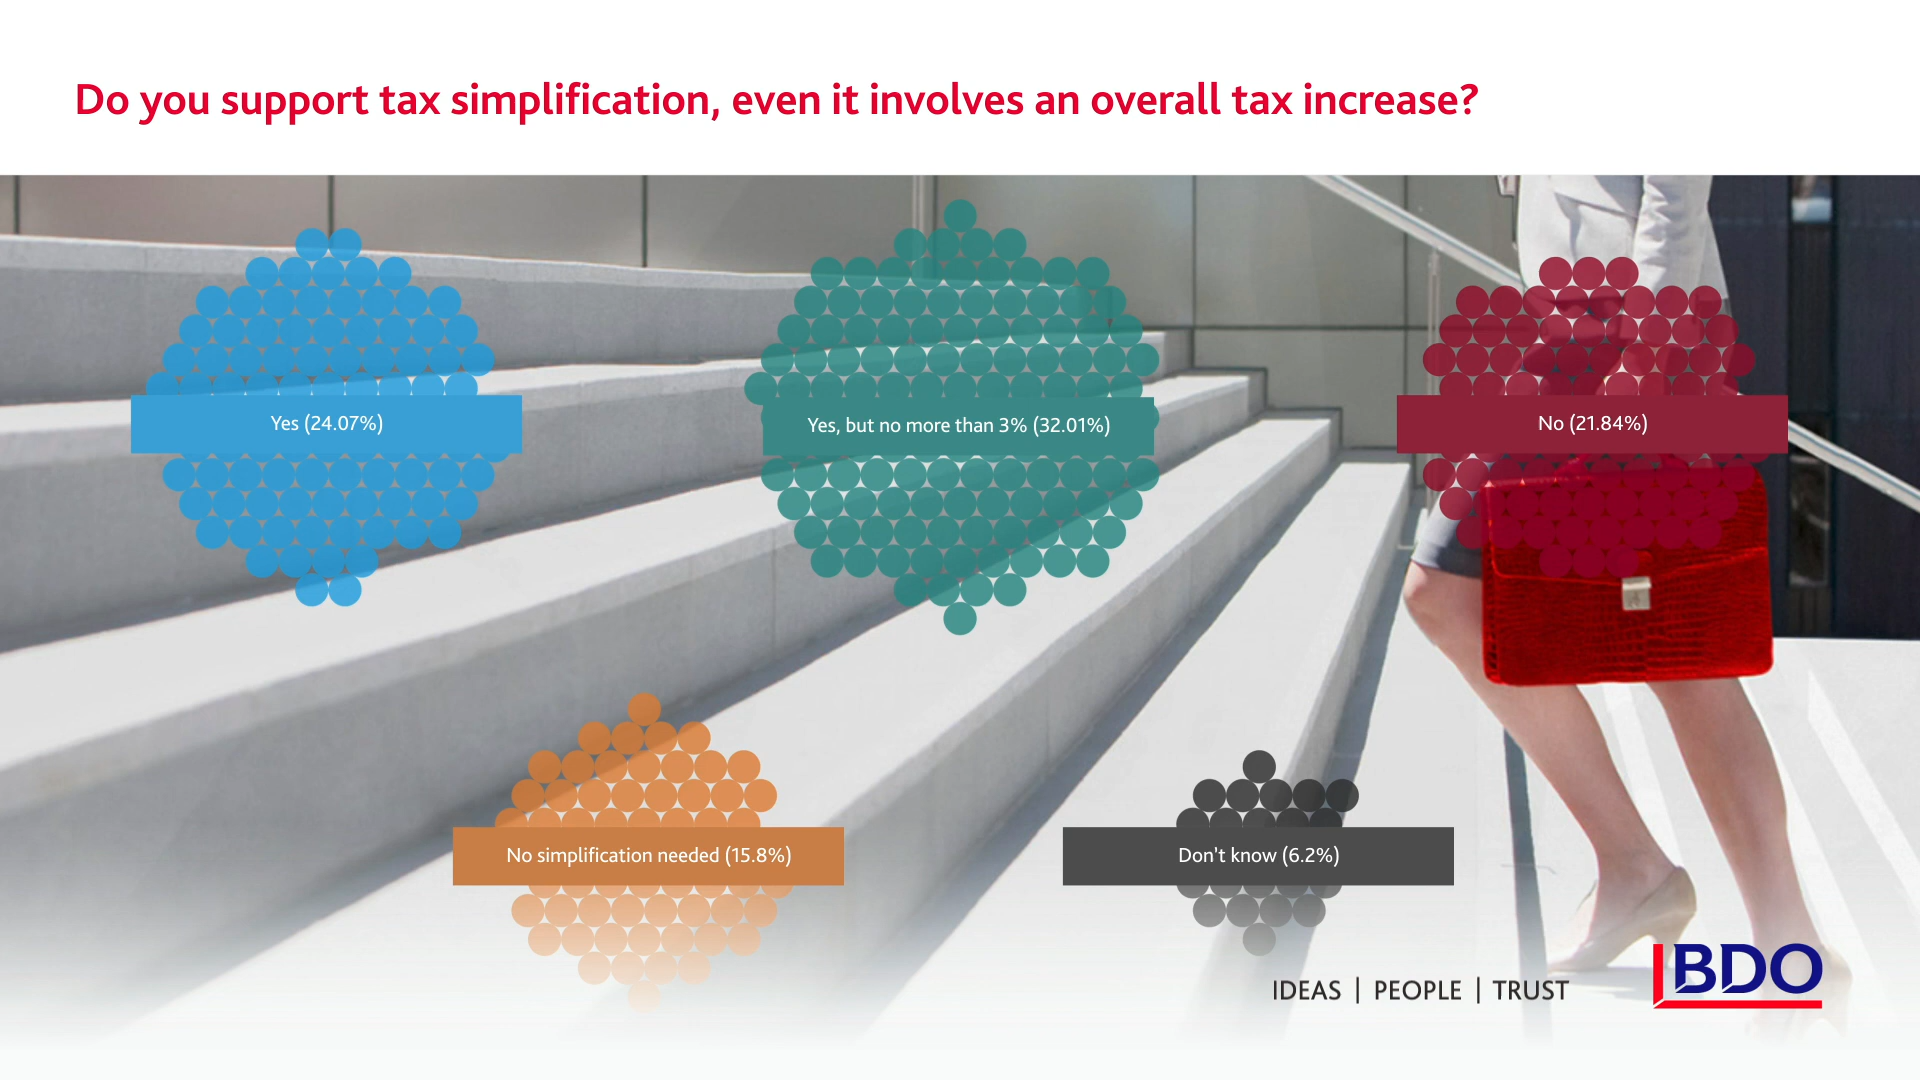 Do you support tax simplification, even it involves an overall tax increase?
Yes (24.07%)
Yes, but no more than 3% (32.01%)
No (21.84%)
No simplification needed (15.8%)
Don't know (6.2%)
IDEAS | PEOPLE | TRUST
BDO